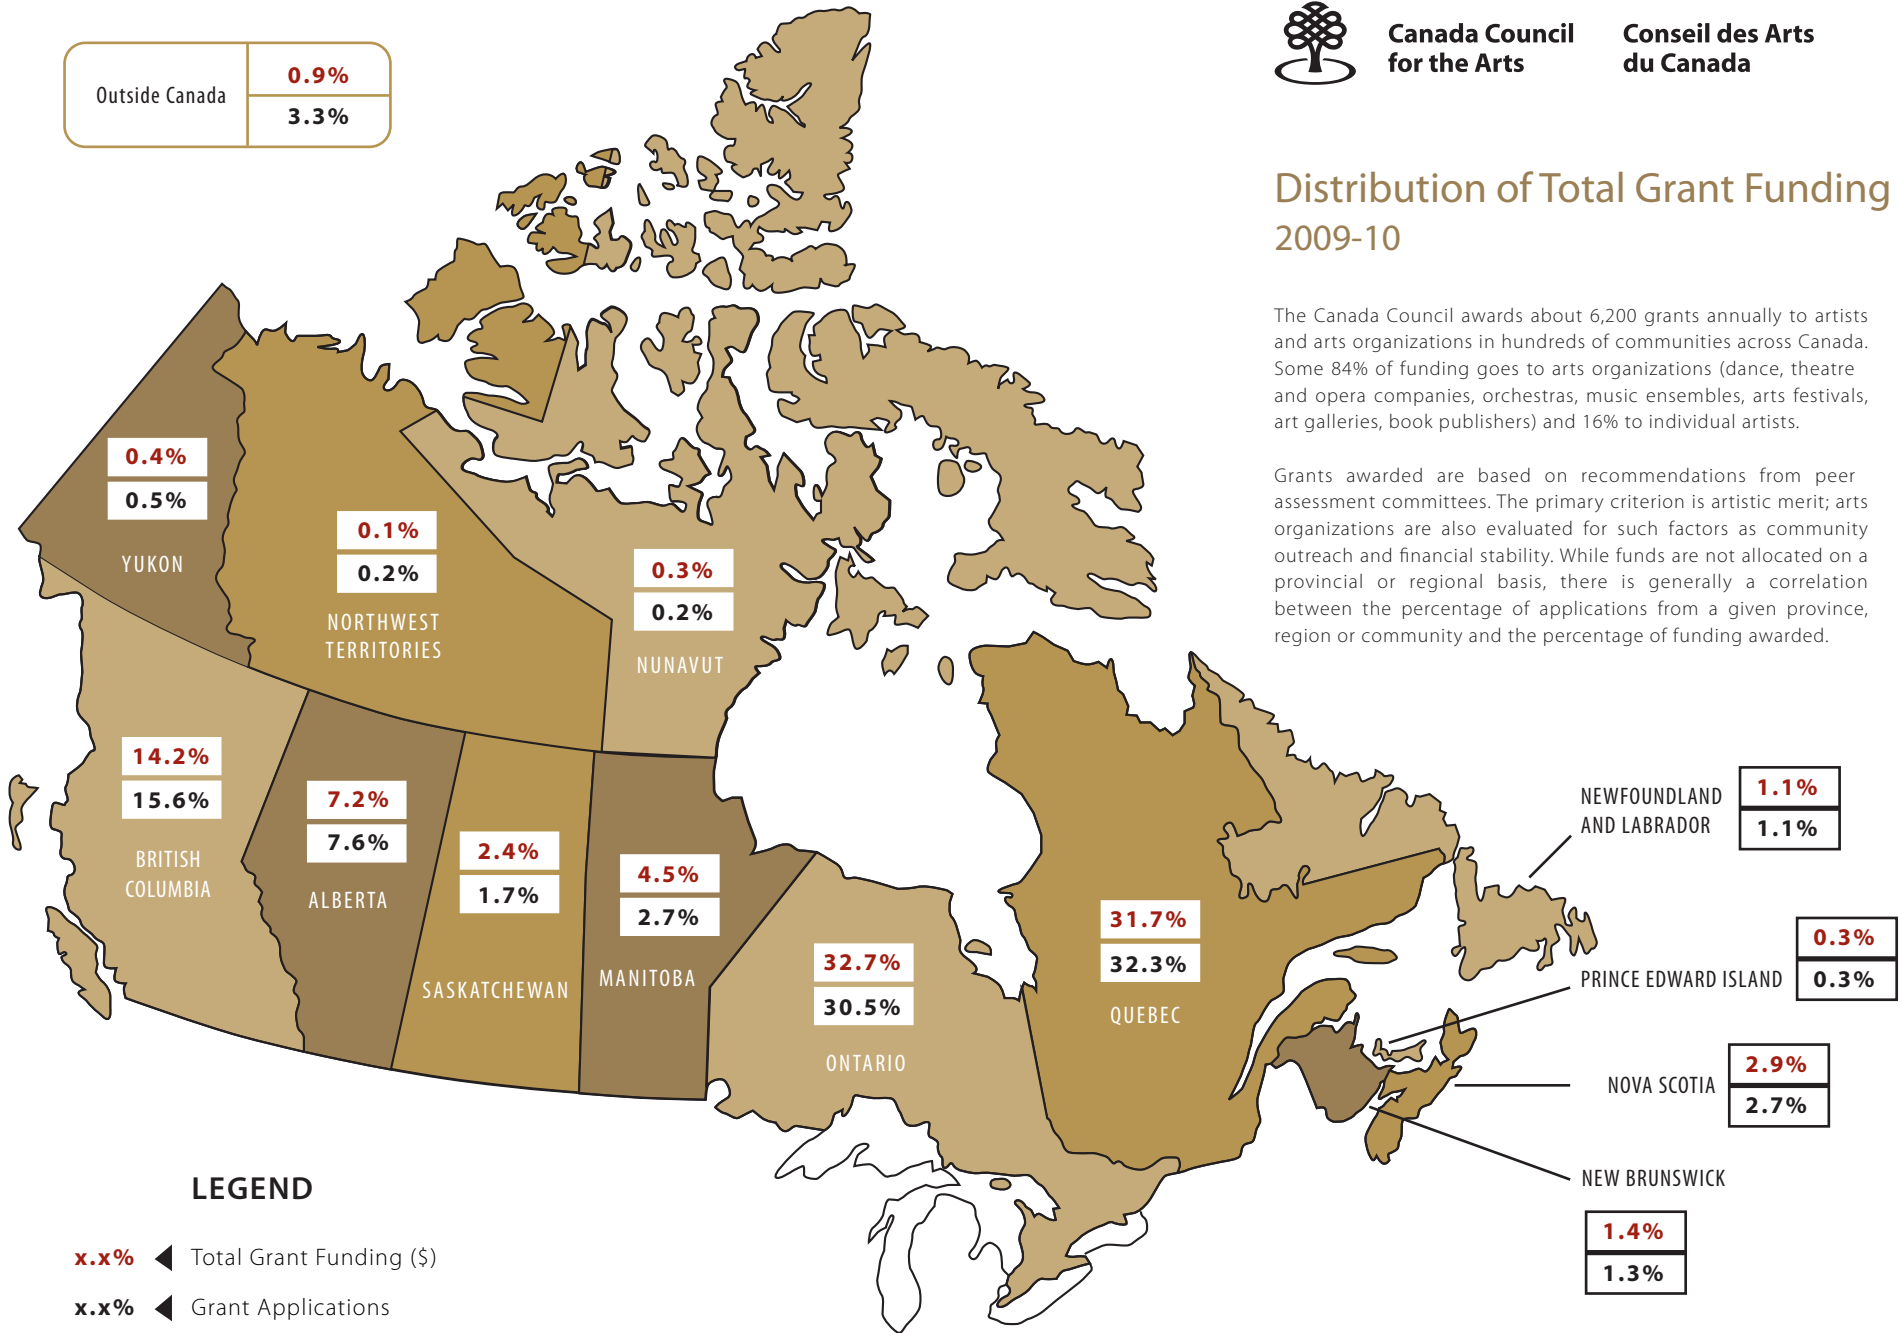 Outside Canada
0.9%
3.3%
Canada Council
for the Arts
Conseil des Arts
du Canada
Distribution of Total Grant Funding
2009-10
The Canada Council awards about 6,200 grants annually to artists
and arts organizations in hundreds of communities across Canada.
Some 84% of funding goes to arts organizations (dance, theatre
and opera companies, orchestras, music ensembles, arts festivals,
art galleries, book publishers) and 16% to individual artists.
Grants awarded are based on recommendations from peer
assessment committees. The primary criterion is artistic merit; arts
organizations are also evaluated for such factors as community
outreach and financial stability. While funds are not allocated on a
provincial or regional basis, there is generally a correlation
between the percentage of applications from a given province,
region or community and the percentage of funding awarded.
0.4%
0.5%
YUKON
0.1%
0.2%
NORTHWEST
TERRITORIES
0.3%
0.2%
NUNAVUT
14.2%
15.6%
BRITISH
COLUMBIA
7.2%
7.6%
ALBERTA
2.4%
1.7%
SASKATCHEWAN
4.5%
2.7%
MANITOBA
32.7%
30.5%
ONTARIO
31.7%
32.3%
QUEBEC
NEWFOUNDLAND
AND LABRADOR
1.1%
1.1%
PRINCE EDWARD ISLAND
0.3%
0.3%
NOVA SCOTIA
2.9%
2.7%
NEW BRUNSWICK
1.4%
1.3%
LEGEND
x.x% Total Grant Funding ($)
x.x% Grant Applications